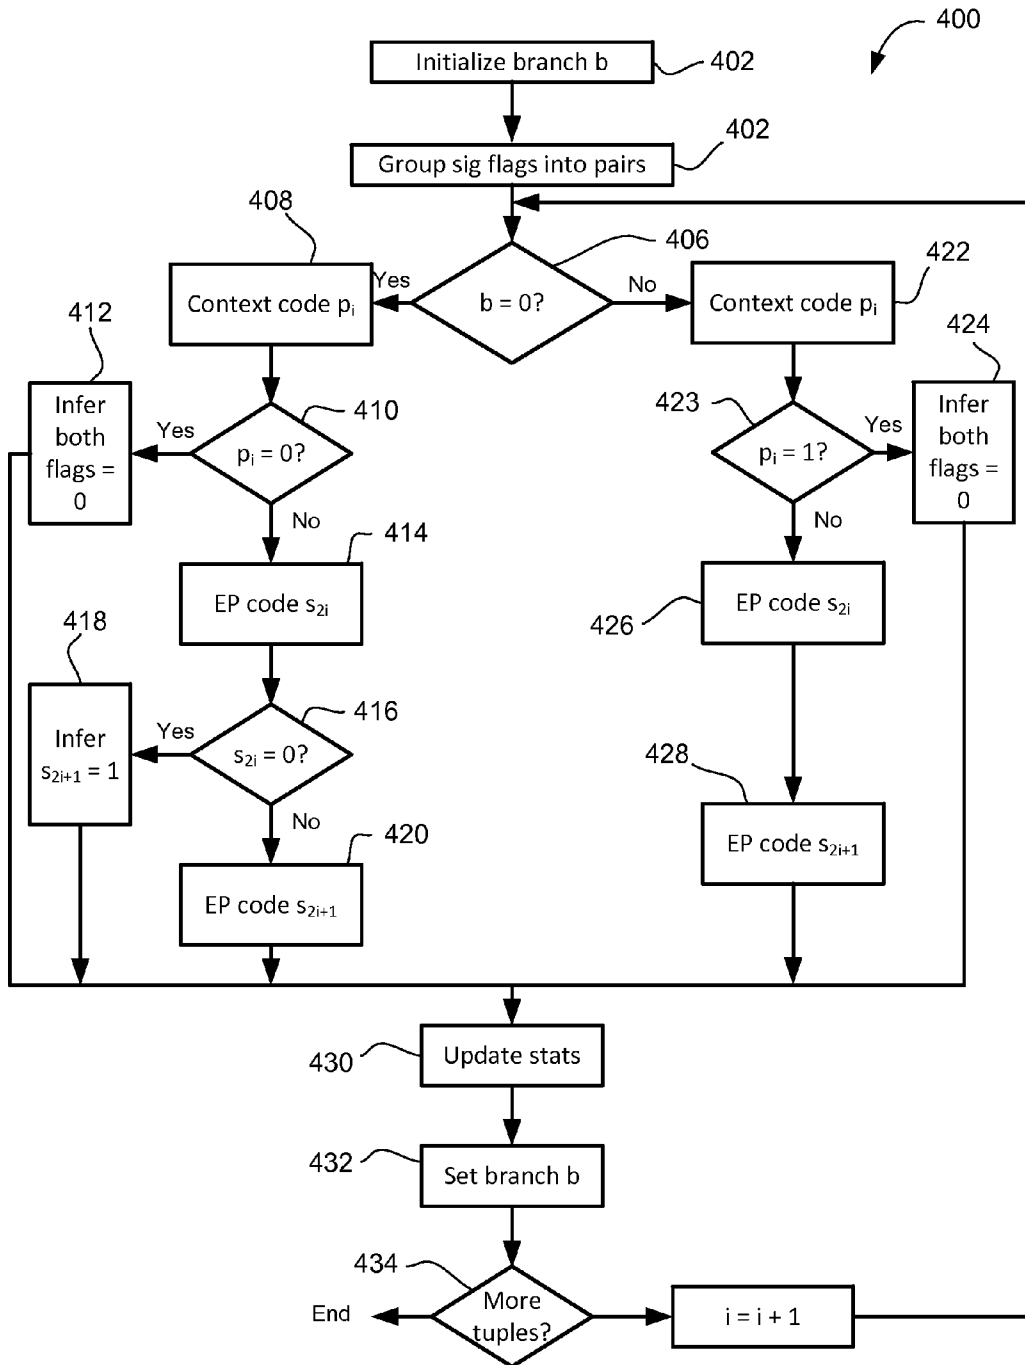 400
Initialize branch b
402
Group sig flags into pairs
402
408
406
422
Context code pᵢ
Yes
b = 0?
No
Context code pᵢ
412
424
Infer
both
flags =
0
Yes
410
pᵢ = 0?
423
pᵢ = 1?
Yes
Infer
both
flags =
0
No
No
414
EP code s₂ᵢ
426
EP code s₂ᵢ
418
Infer
s₂ᵢ₊₁ = 1
Yes
416
s₂ᵢ = 0?
428
No
420
EP code s₂ᵢ₊₁
EP code s₂ᵢ₊₁
430
Update stats
432
Set branch b
434
End
More
tuples?
i = i + 1